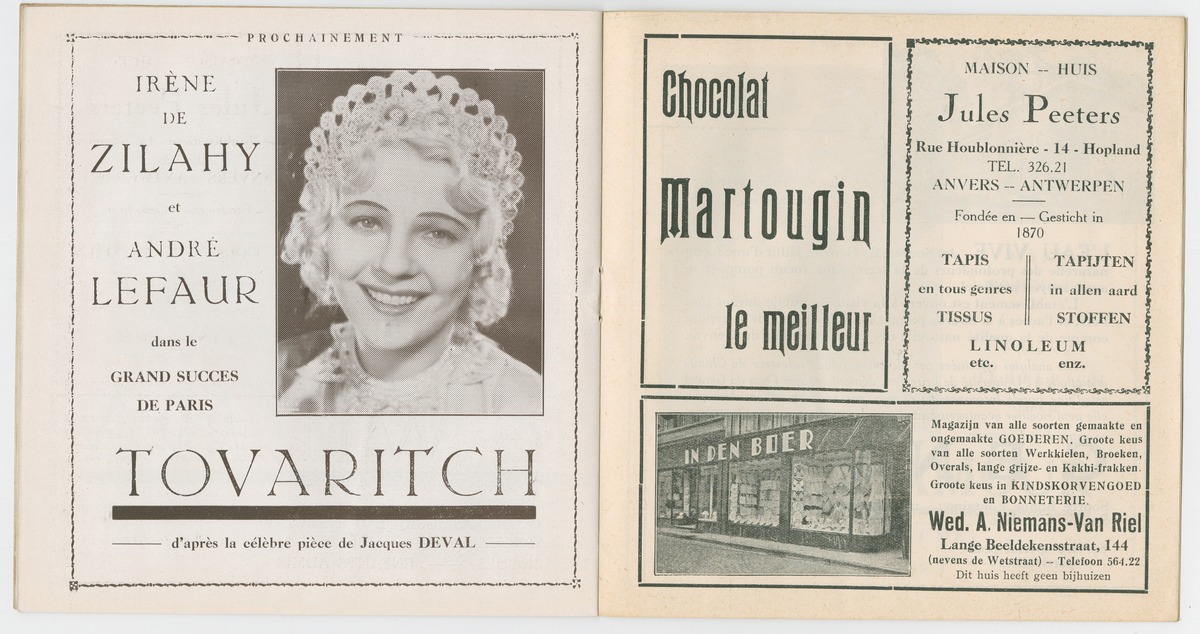 PROCHAINEMENT
IRÈNE
DE
ZILAHY
et
ANDRÉ
LEFAUR
dans le
GRAND SUCCES
DE PARIS
TOVARITCH
d'après la célèbre pièce de Jacques DEVAL
Chocolat
Martougin
le meilleur
MAISON -- HUIS
Jules Peeters
Rue Houblonnière - 14 - Hopland
TEL. 326.21
ANVERS -- ANTWERPEN
Fondée en — Gesticht in
1870
TAPIS
en tous genres
TISSUS
TAPIJTEN
in allen aard
STOFFEN
LINOLEUM
etc. enz.
IN DEN BOER
Magazijn van alle soorten gemaakte en
ongemaakte GOEDEREN. Groote keus
van alle soorten Werkkielen, Broeken,
Overals, lange grijze- en Kakhi-frakken.
Groote keus in KINDSKORVENGOED
en BONNETERIE.
Wed. A. Niemans-Van Riel
Lange Beeldekensstraat, 144
(nevens de Wetstraat) -- Telefoon 564.22
Dit huis heeft geen bijhuizen